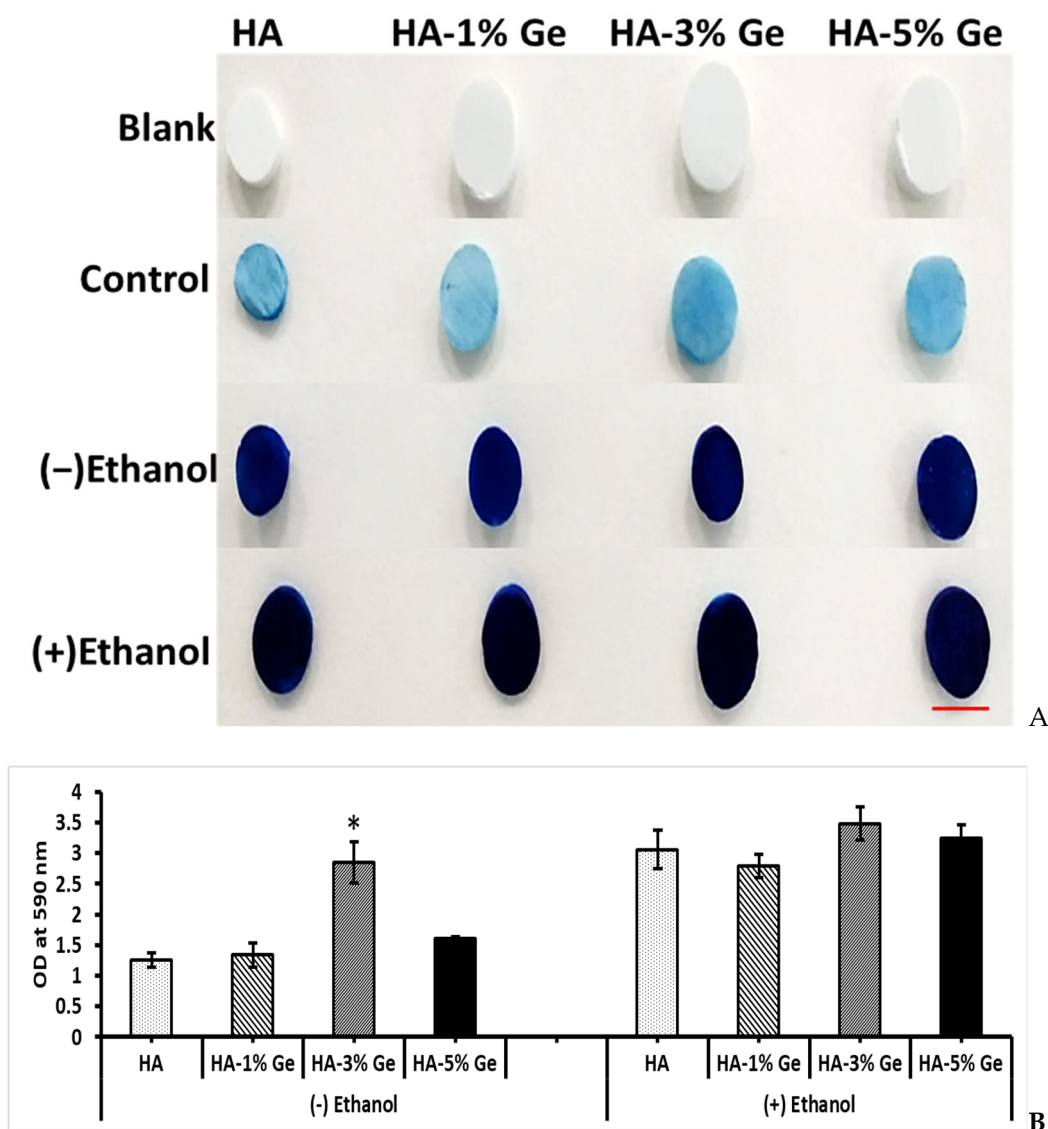 HA HA-1% Ge HA-3% Ge HA-5% Ge
Blank
Control
(−)Ethanol
(+)Ethanol
A
4
3.5
3
2.5
2
1.5
1
0.5
0
OD at 590 nm
*
HA HA-1% Ge HA-3% Ge HA-5% Ge HA HA-1% Ge HA-3% Ge HA-5% Ge
(-) Ethanol (+) Ethanol
B